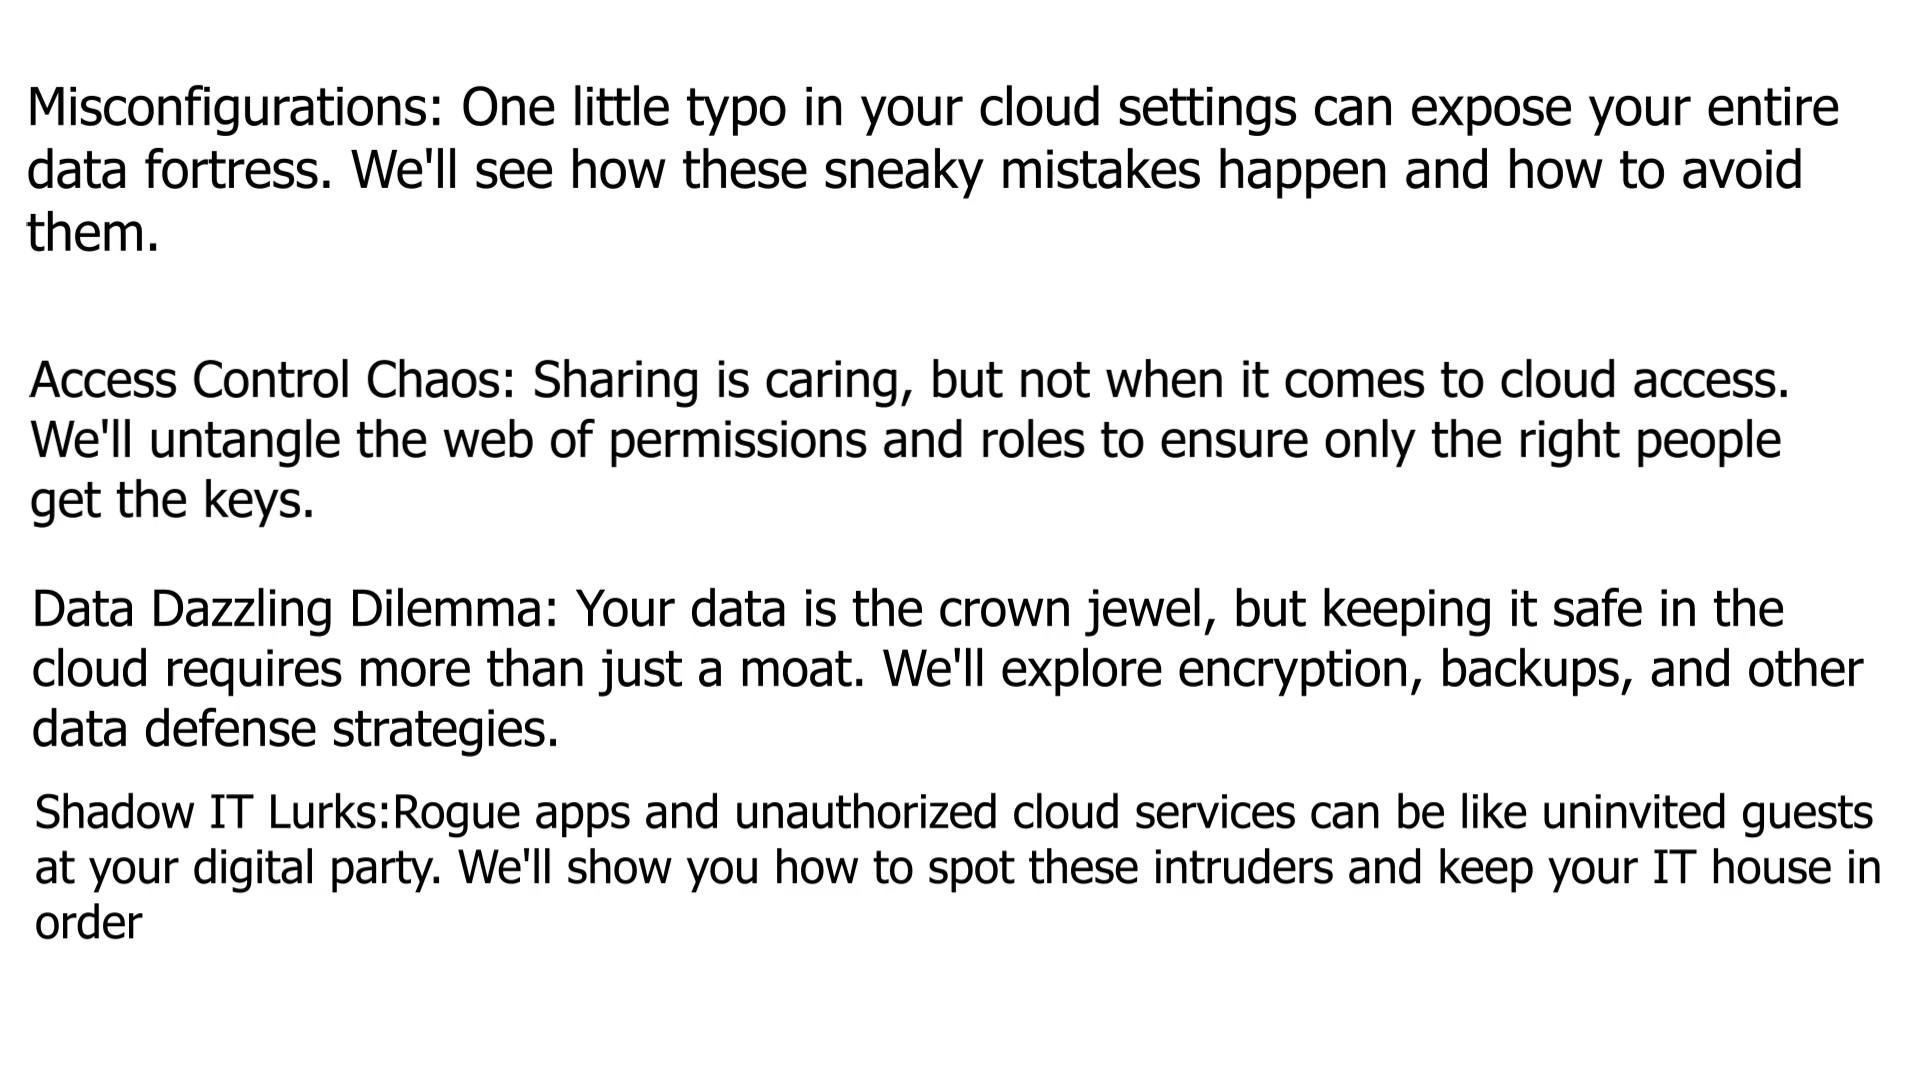 Misconfigurations: One little typo in your cloud settings can expose your entire
data fortress. We'll see how these sneaky mistakes happen and how to avoid
them.
Access Control Chaos: Sharing is caring, but not when it comes to cloud access.
We'll untangle the web of permissions and roles to ensure only the right people
get the keys.
Data Dazzling Dilemma: Your data is the crown jewel, but keeping it safe in the
cloud requires more than just a moat. We'll explore encryption, backups, and other
data defense strategies.
Shadow IT Lurks:Rogue apps and unauthorized cloud services can be like uninvited guests
at your digital party. We'll show you how to spot these intruders and keep your IT house in
order